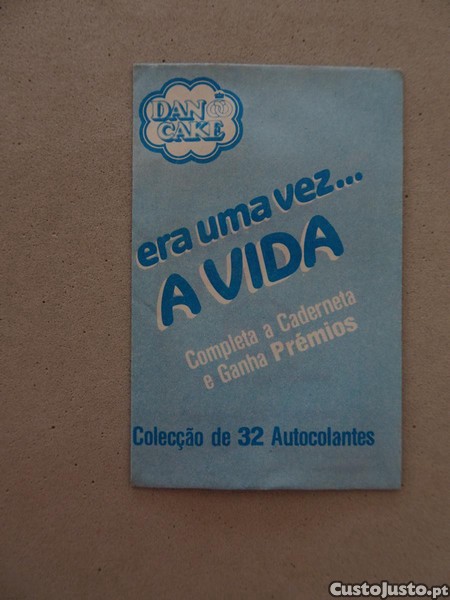 DAN
CAKE
era uma vez...
A VIDA
Completa a Caderneta
e Ganha Prémios
Colecção de 32 Autocolantes
CustoJusto.pt